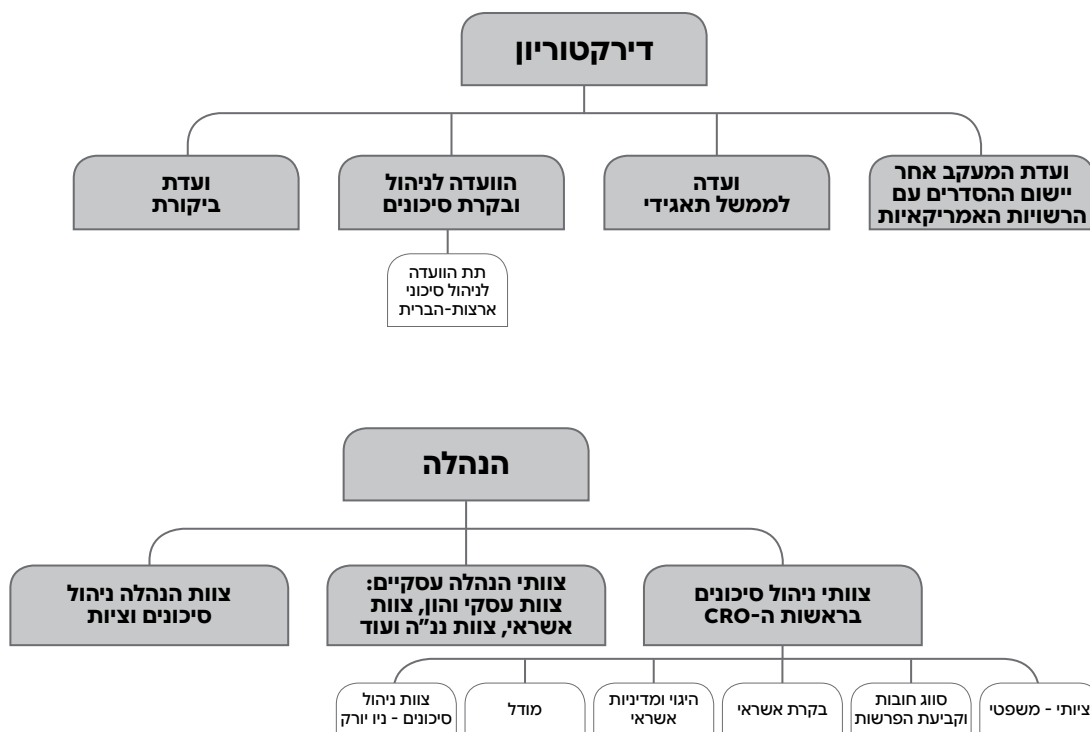 דירקטוריון
ועדת המעקב אחר
יישום ההסדרים עם
הרשויות האמריקאיות
ועדה
לממשל תאגידי
הוועדה לניהול
ובקרת סיכונים
ועדת
ביקורת
תת הוועדה
לניהול סיכוני
ארצות-הברית
הנהלה
צוותי ניהול סיכונים
בראשות ה-CRO
צוותי הנהלה עסקיים:
צוות עסקי והון, צוות
אשראי, צוות ננ"ה ועוד
צוות הנהלה ניהול
סיכונים וציות
ציותי - משפטי
סווג חובות
וקביעת הפרשות
בקרת אשראי
היגוי ומדיניות
אשראי
מודל
צוות ניהול
סיכונים - ניו יורק